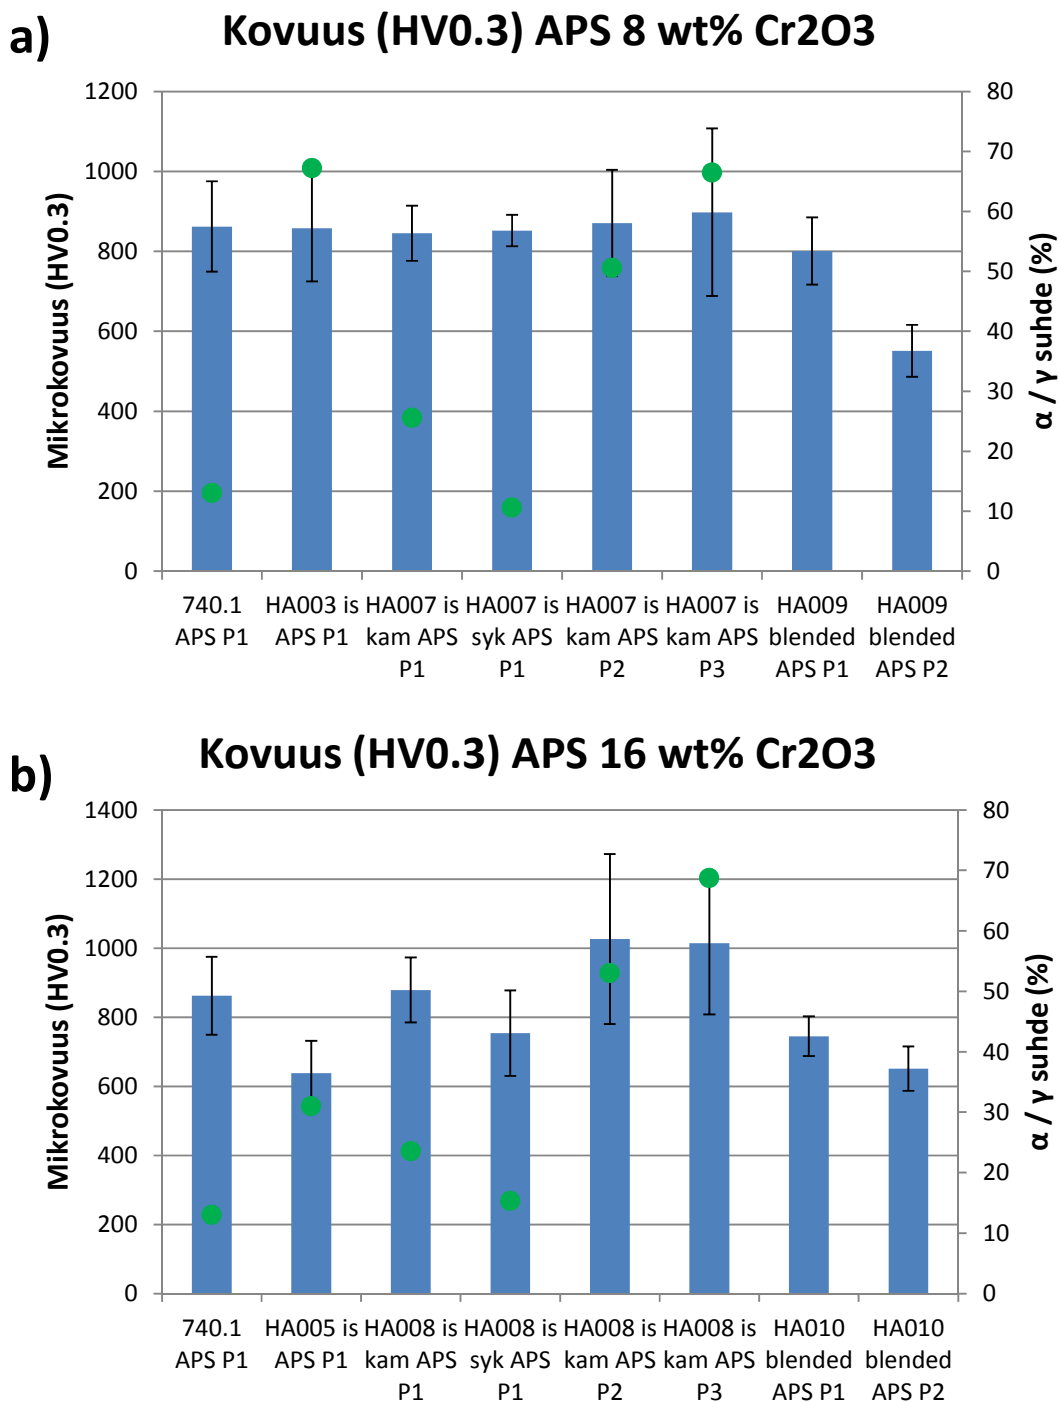 a)
Kovuus (HV0.3) APS 8 wt% Cr2O3
Mikrokovuus (HV0.3)
1200
1000
800
600
400
200
0
80
70
60
50
40
30
20
10
0
α / γ suhde (%)
740.1
APS P1
HA003 is
APS P1
HA007 is
kam APS
P1
HA007 is
syk APS
P1
HA007 is
kam APS
P2
HA007 is
kam APS
P3
HA009
blended
APS P1
HA009
blended
APS P2
b)
Kovuus (HV0.3) APS 16 wt% Cr2O3
Mikrokovuus (HV0.3)
1400
1200
1000
800
600
400
200
0
80
70
60
50
40
30
20
10
0
α / γ suhde (%)
740.1
APS P1
HA005 is
APS P1
HA008 is
kam APS
P1
HA008 is
syk APS
P1
HA008 is
kam APS
P2
HA008 is
kam APS
P3
HA010
blended
APS P1
HA010
blended
APS P2